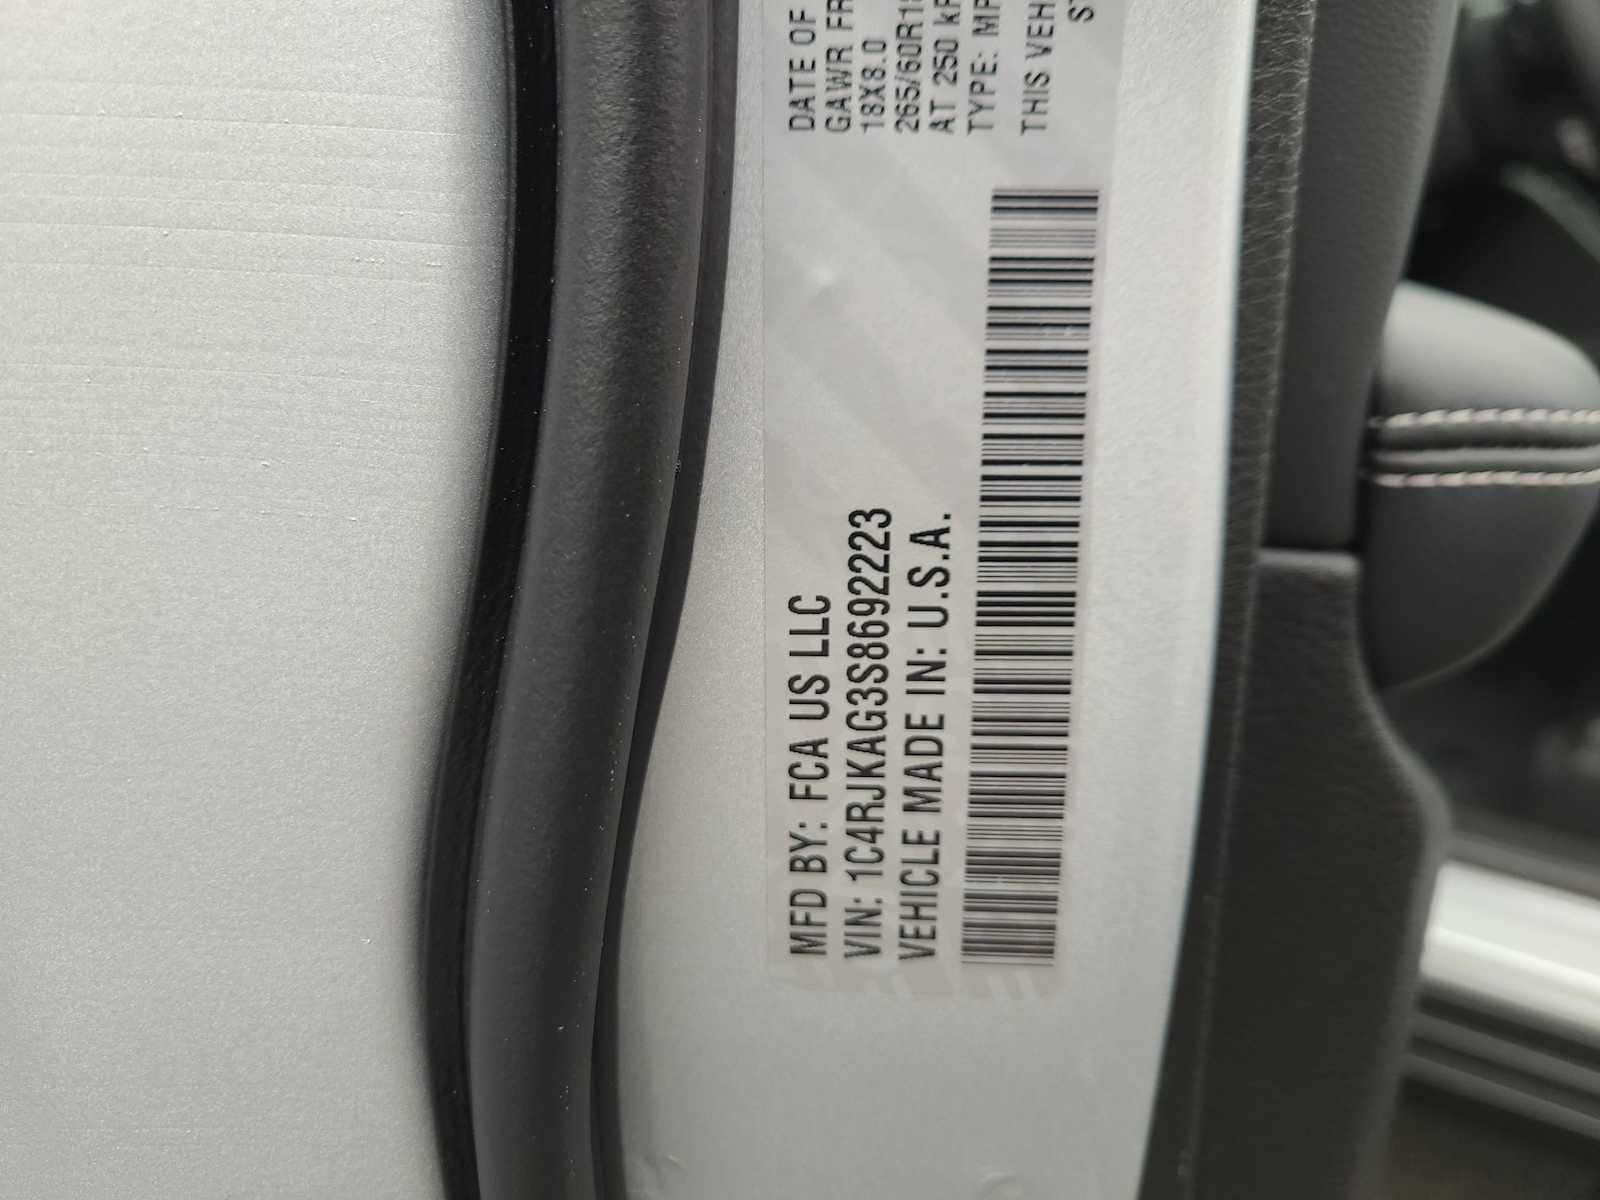 MFD BY: FCA US LLC
VIN: 1C4RJKAG3S8692223
VEHICLE MADE IN: U.S.A.
DATE OF
GAWR FR
18X8.0
265/60R18
AT 250 kP
TYPE: MP
THIS VEH